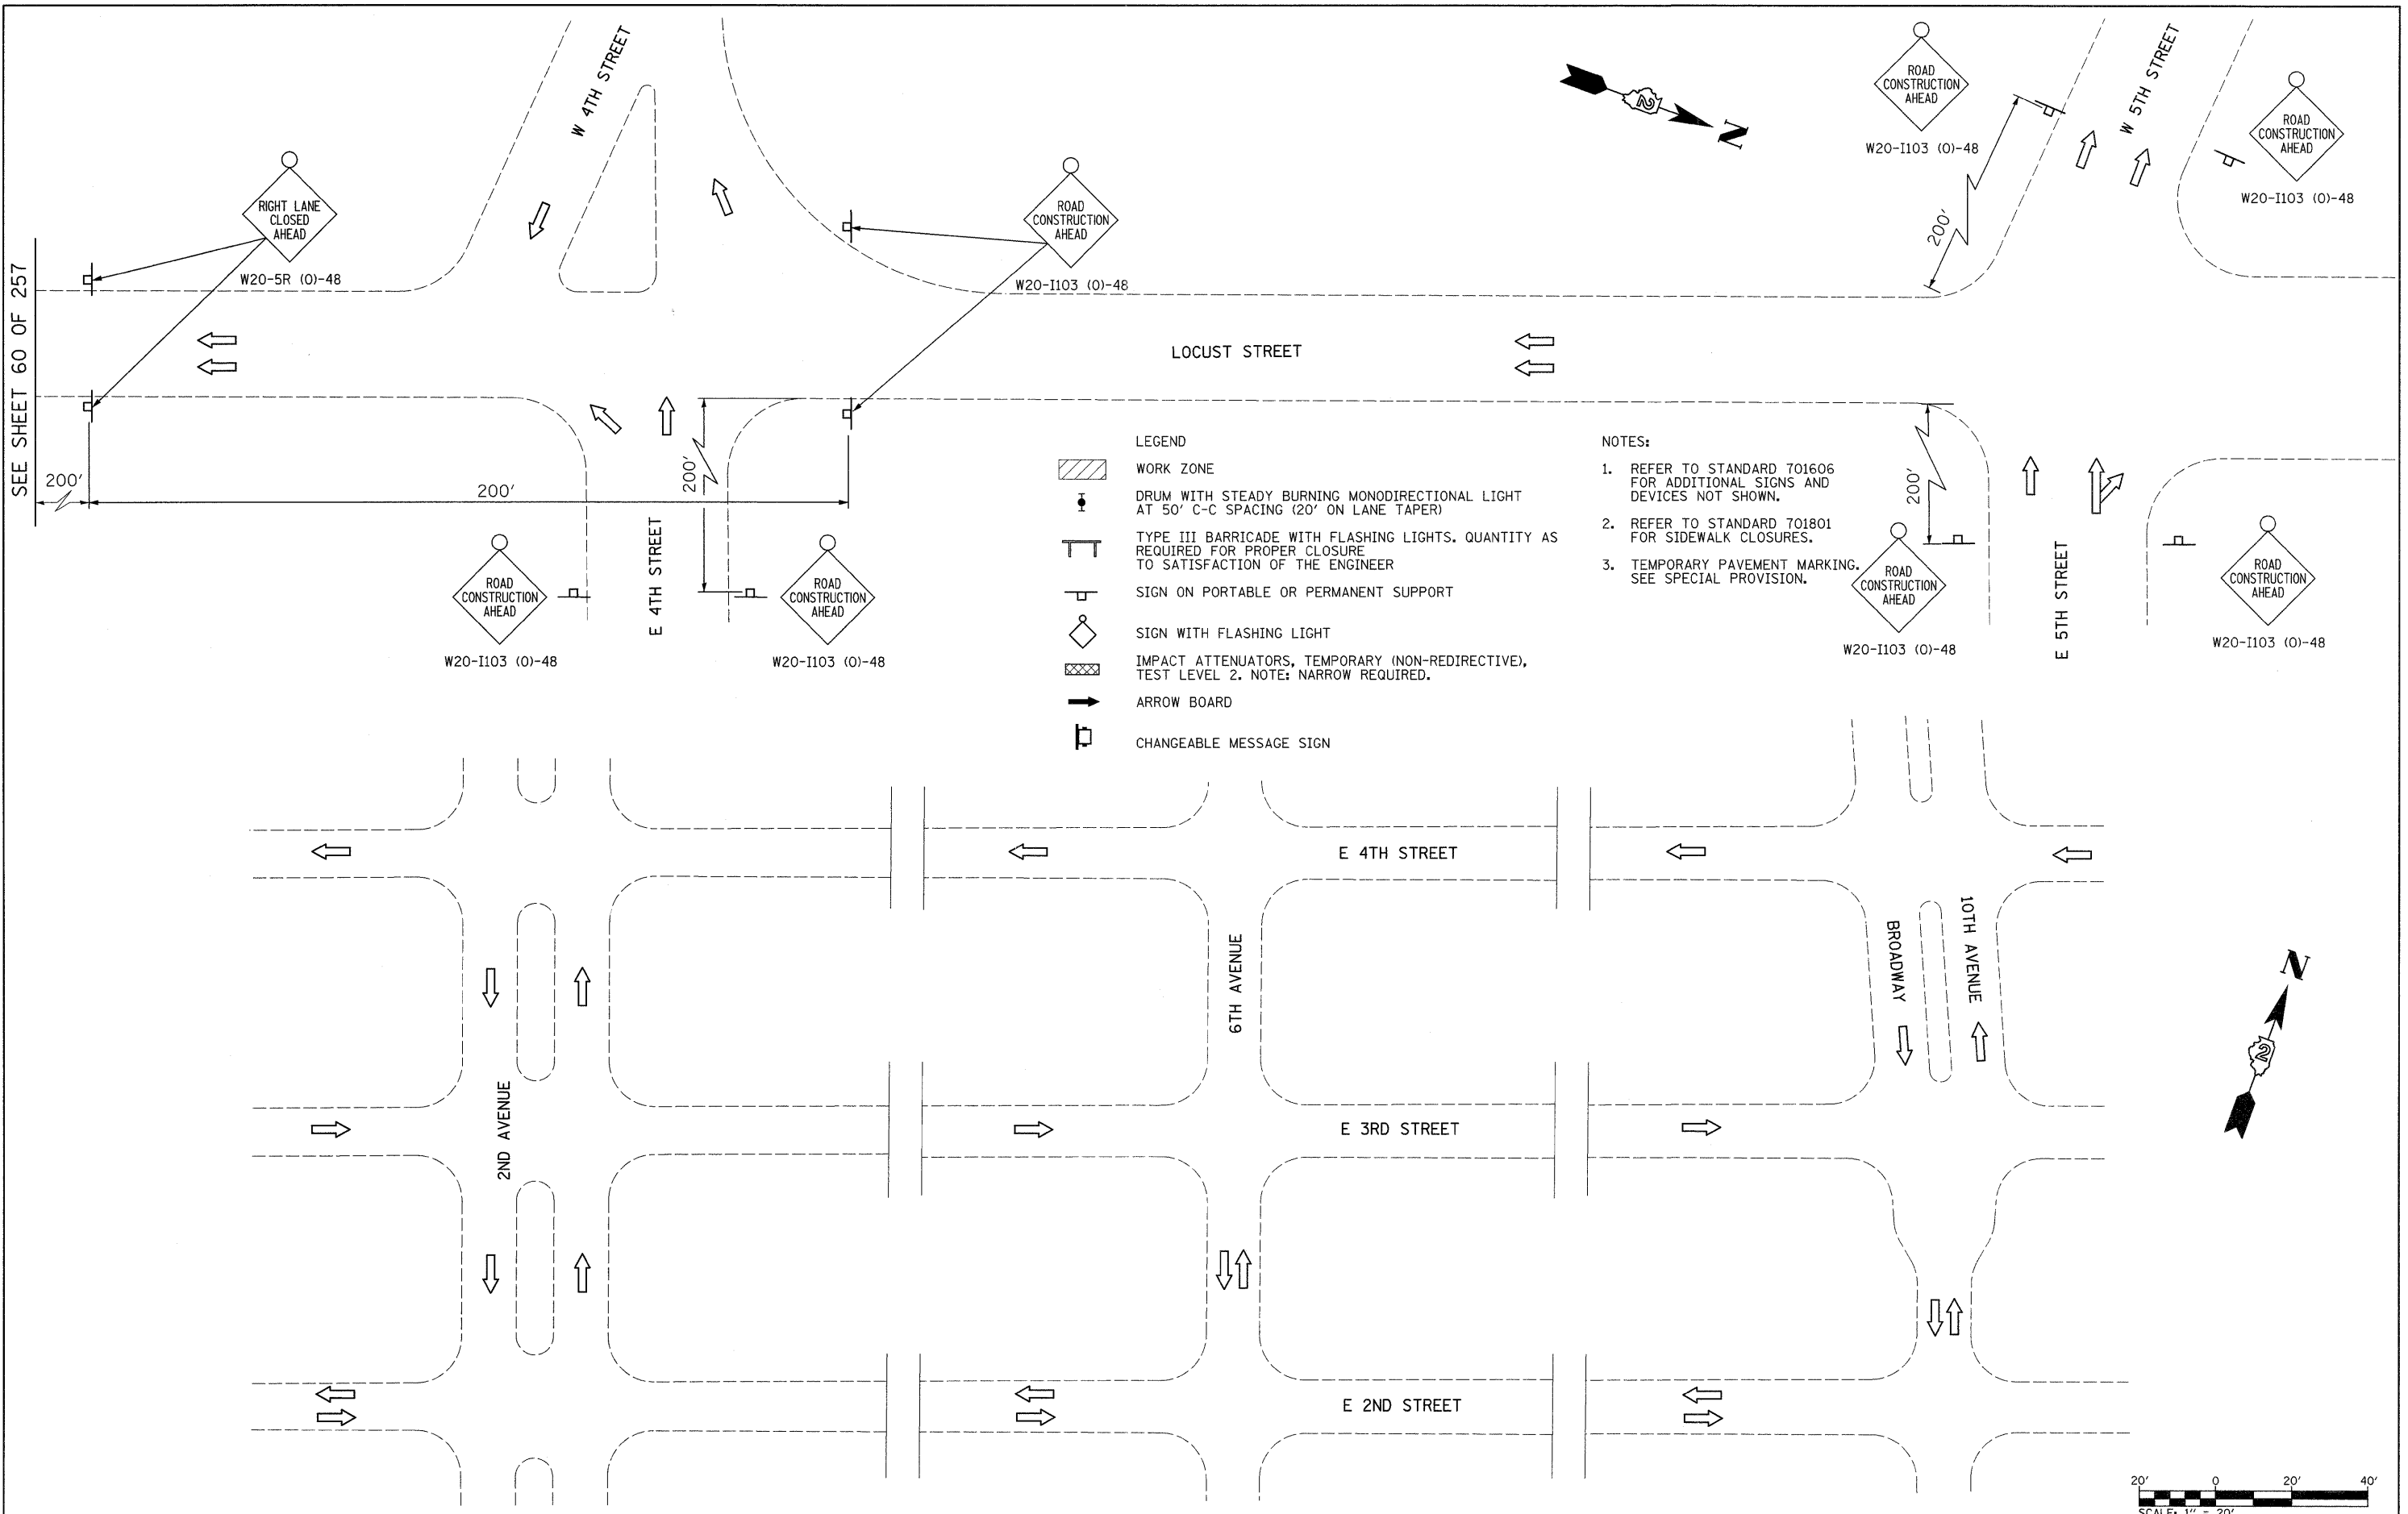 W 4TH STREET
ROAD
CONSTRUCTION
AHEAD
W20-I103 (O)-48
W 5TH STREET
ROAD
CONSTRUCTION
AHEAD
W20-I103 (O)-48
2
N
RIGHT LANE
CLOSED
AHEAD
W20-5R (O)-48
ROAD
CONSTRUCTION
AHEAD
W20-I103 (O)-48
200'
SEE SHEET 60 OF 257
LOCUST STREET
200'
200'
200'
200'
E 4TH STREET
ROAD
CONSTRUCTION
AHEAD
W20-I103 (O)-48
ROAD
CONSTRUCTION
AHEAD
W20-I103 (O)-48
LEGEND
WORK ZONE
DRUM WITH STEADY BURNING MONODIRECTIONAL LIGHT
AT 50' C-C SPACING (20' ON LANE TAPER)
TYPE III BARRICADE WITH FLASHING LIGHTS. QUANTITY AS
REQUIRED FOR PROPER CLOSURE
TO SATISFACTION OF THE ENGINEER
SIGN ON PORTABLE OR PERMANENT SUPPORT
SIGN WITH FLASHING LIGHT
IMPACT ATTENUATORS, TEMPORARY (NON-REDIRECTIVE),
TEST LEVEL 2. NOTE: NARROW REQUIRED.
ARROW BOARD
CHANGEABLE MESSAGE SIGN
NOTES:
1. REFER TO STANDARD 701606
FOR ADDITIONAL SIGNS AND
DEVICES NOT SHOWN.
2. REFER TO STANDARD 701801
FOR SIDEWALK CLOSURES.
3. TEMPORARY PAVEMENT MARKING.
SEE SPECIAL PROVISION.
ROAD
CONSTRUCTION
AHEAD
W20-I103 (O)-48
E 5TH STREET
ROAD
CONSTRUCTION
AHEAD
W20-I103 (O)-48
E 4TH STREET
6TH AVENUE
BROADWAY
10TH AVENUE
N
2
2ND AVENUE
E 3RD STREET
E 2ND STREET
20' 0 20' 40'
SCALE: 1" = 20'